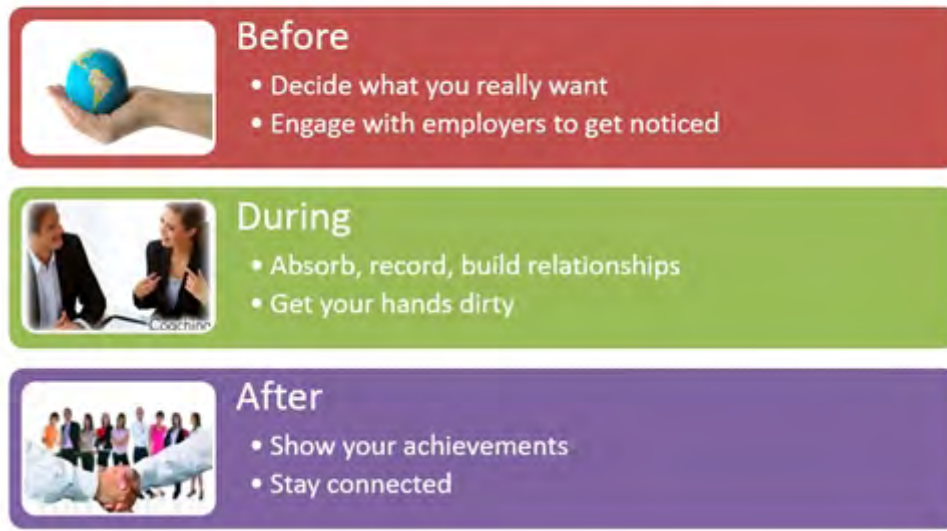 Before
• Decide what you really want
• Engage with employers to get noticed
During
• Absorb, record, build relationships
• Get your hands dirty
Coaching
After
• Show your achievements
• Stay connected